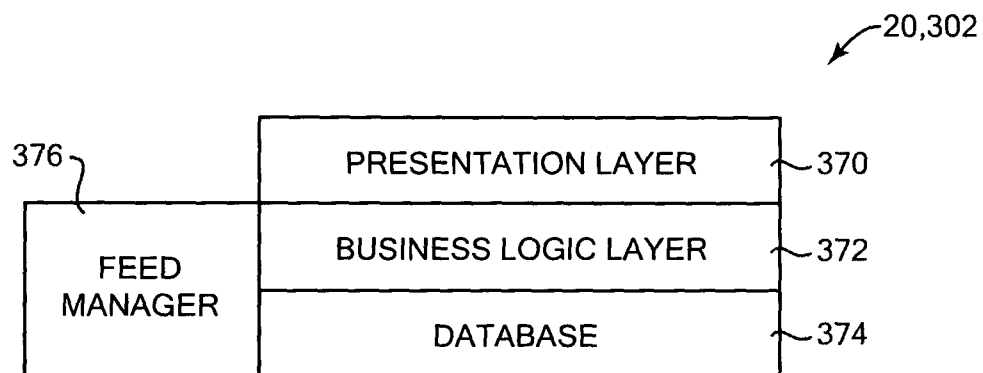 20,302
376
PRESENTATION LAYER
370
BUSINESS LOGIC LAYER
372
FEED
MANAGER
DATABASE
374